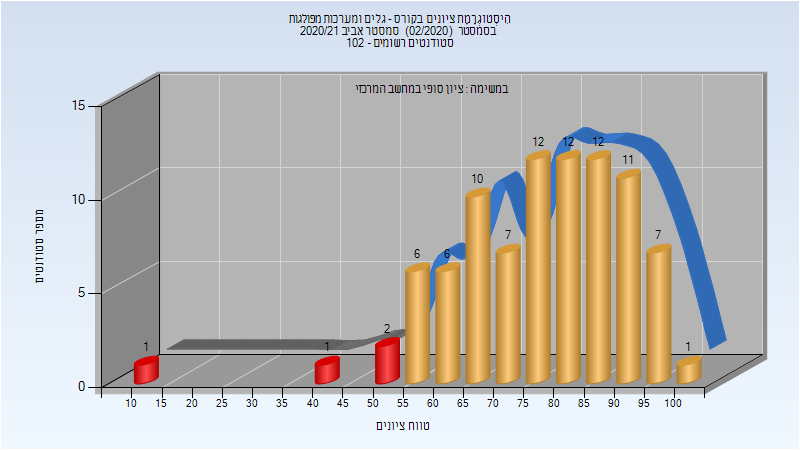 היסטוגרמת ציונים בקורס - גלים ומערכות מפולגות
בסמסטר (02/2020) סמסטר אביב 2020/21
סטודנטים רשומים - 102
במשימה : ציון סופי במחשב המרכזי
15
10
5
0
מספר סטודנטים
1 1 2 6 6 10 7 12 12 12 11 7 1
10 15 20 25 30 35 40 45 50 55 60 65 70 75 80 85 90 95 100
טווח ציונים